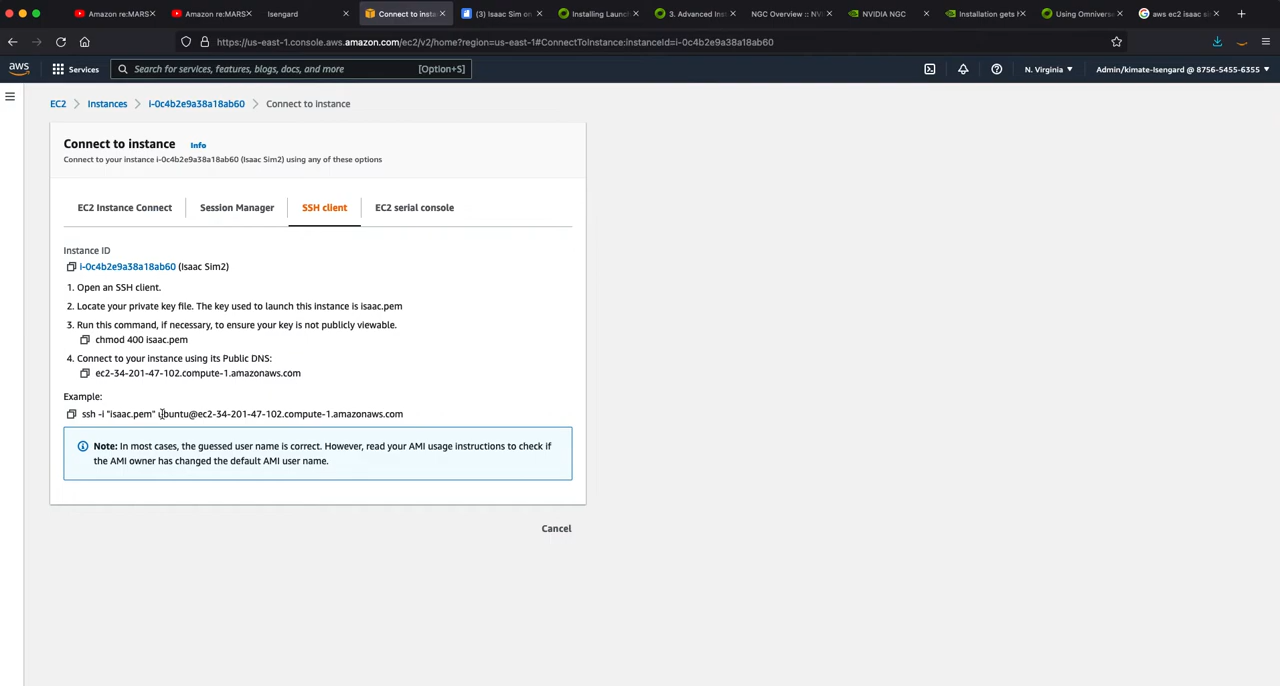 Amazon re:MARS
Amazon re:MARS
Isengard
Connect to insta
(3) Isaac Sim on
Installing Launc
3. Advanced Inst
NGC Overview :: NV
NVIDIA NGC
Installation gets
Using Omnivers
aws ec2 isaac si
https://us-east-1.console.aws.amazon.com/ec2/v2/home?region=us-east-1#ConnectToInstance:instanceId=i-0c4b2e9a38a18ab60
aws
Services
Search for services, features, blogs, docs, and more
[Option+S]
N. Virginia
Admin/kimate-Isengard @ 8756-5455-6355
EC2 > Instances > i-0c4b2e9a38a18ab60 > Connect to instance
Connect to instance Info
Connect to your instance i-0c4b2e9a38a18ab60 (Isaac Sim2) using any of these options
EC2 Instance Connect
Session Manager
SSH client
EC2 serial console
Instance ID
i-0c4b2e9a38a18ab60 (Isaac Sim2)
1. Open an SSH client.
2. Locate your private key file. The key used to launch this instance is isaac.pem
3. Run this command, if necessary, to ensure your key is not publicly viewable.
chmod 400 isaac.pem
4. Connect to your instance using its Public DNS:
ec2-34-201-47-102.compute-1.amazonaws.com
Example:
ssh -i "isaac.pem" ubuntu@ec2-34-201-47-102.compute-1.amazonaws.com
Note: In most cases, the guessed user name is correct. However, read your AMI usage instructions to check if
the AMI owner has changed the default AMI user name.
Cancel